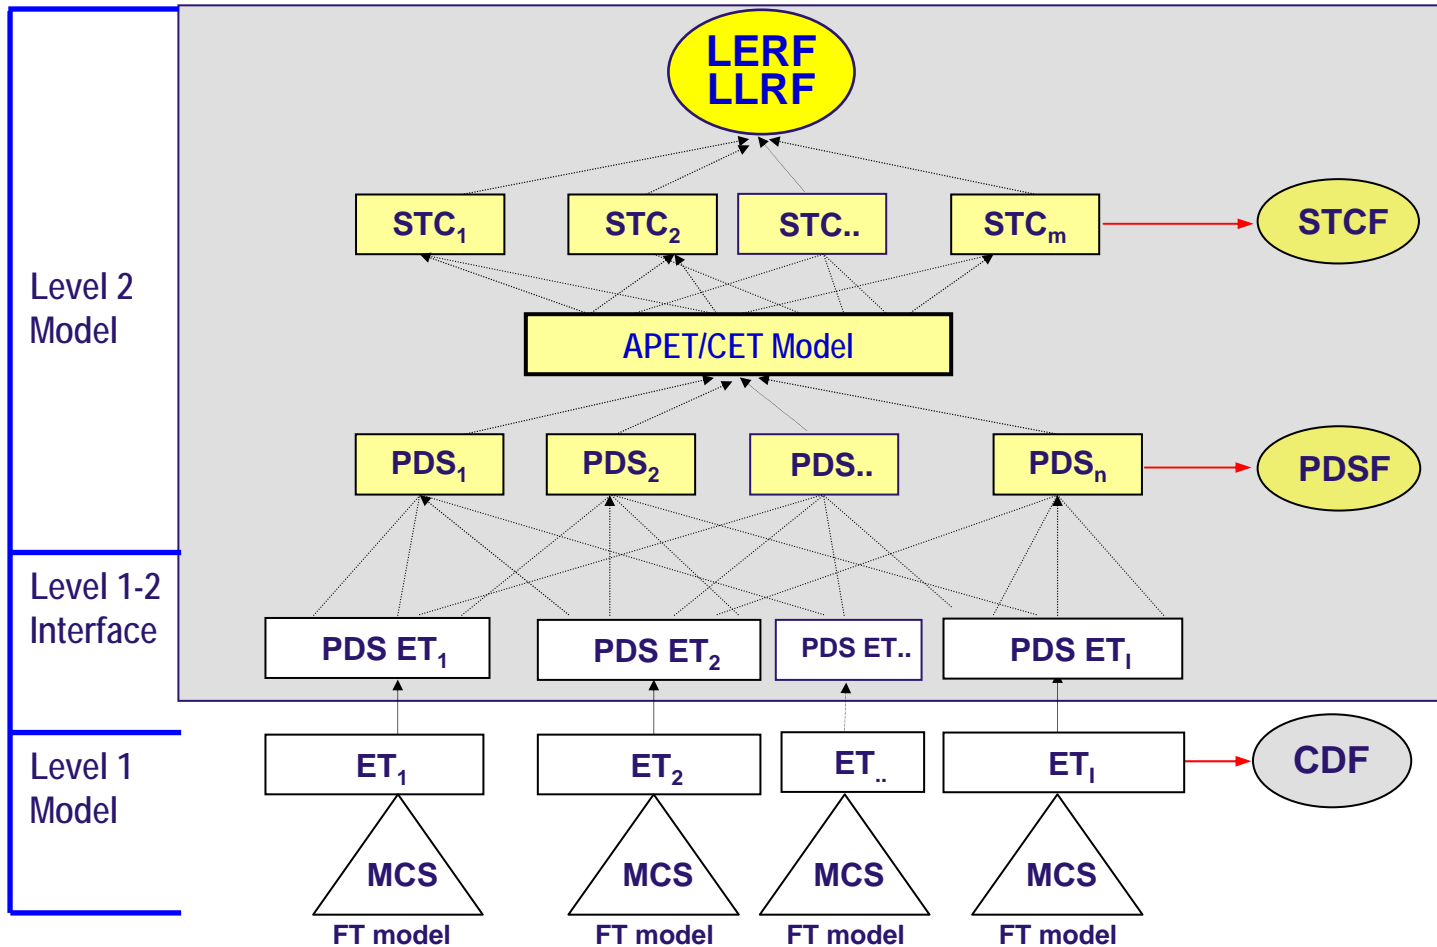 LERF
LLRF
STC1
STC2
STC..
STCm
STCF
Level 2
Model
APET/CET Model
PDS1
PDS2
PDS..
PDSn
PDSF
Level 1-2
Interface
PDS ET1
PDS ET2
PDS ET..
PDS ETI
Level 1
Model
ET1
ET2
ET..
ETI
CDF
MCS
MCS
MCS
MCS
FT model
FT model
FT model
FT model